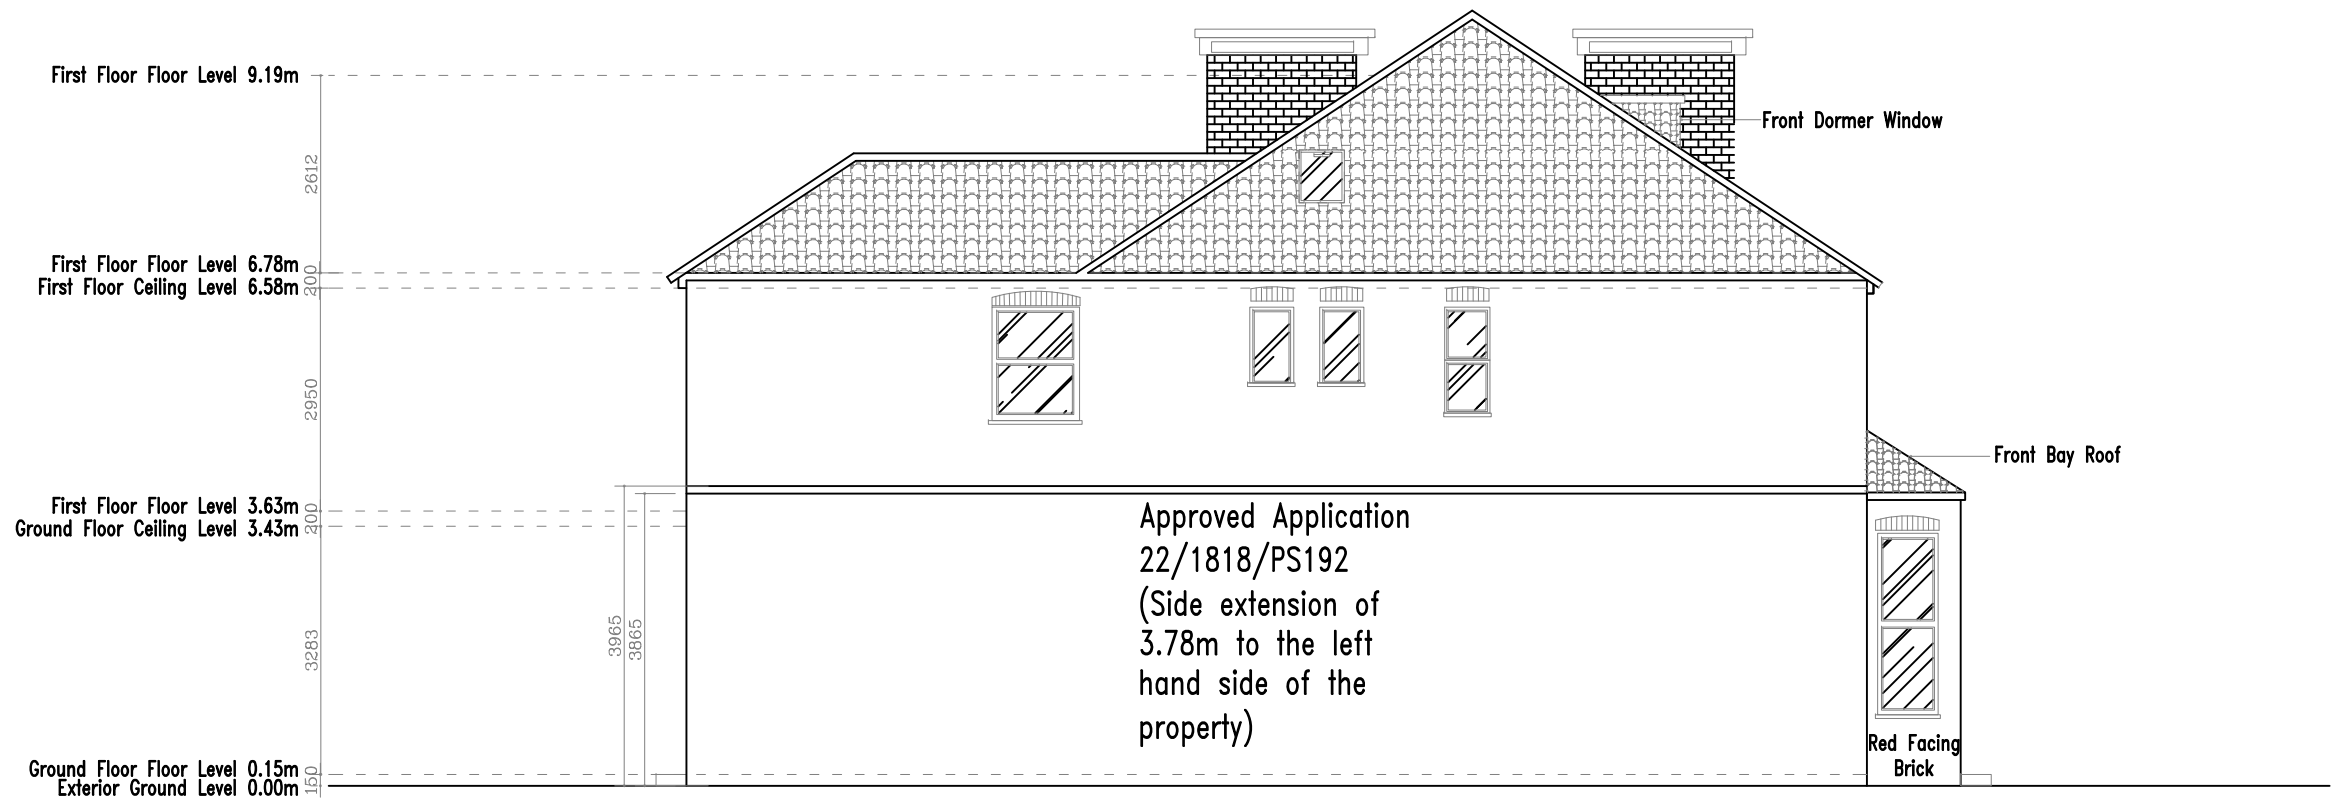 First Floor Floor Level 9.19m
2612
Front Dormer Window
First Floor Floor Level 6.78m
200
First Floor Ceiling Level 6.58m
2950
Front Bay Roof
First Floor Floor Level 3.63m
200
Ground Floor Ceiling Level 3.43m
3283
3965
3865
Approved Application
22/1818/PS192
(Side extension of
3.78m to the left
hand side of the
property)
Red Facing
Brick
Ground Floor Floor Level 0.15m
150
Exterior Ground Level 0.00m